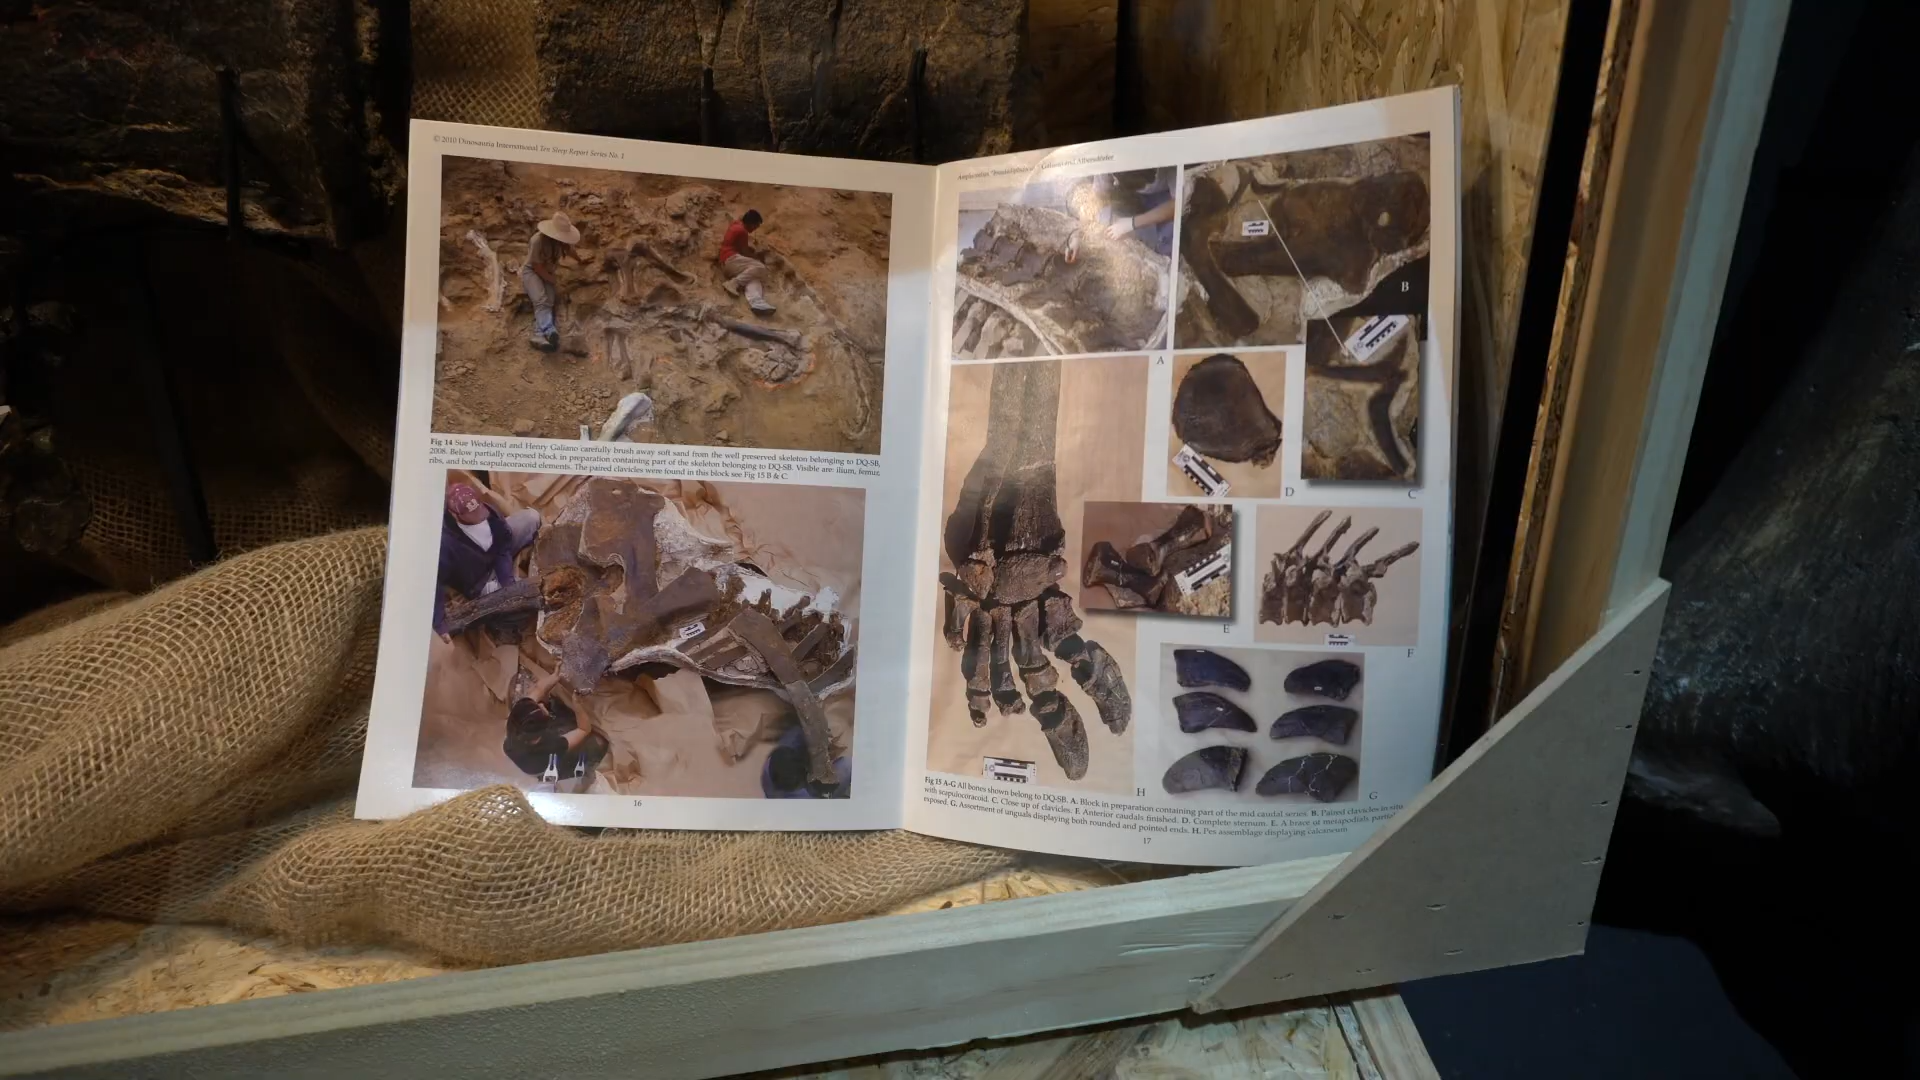 © 2010 Dinosauria International Ten Sleep Report Series No. 1
Fig 14 Sue Wedekind and Henry Galiano carefully brush away soft sand from the well preserved skeleton belonging to DQ-SB,
2008. Below partially exposed block in preparation containing part of the skeleton belonging to DQ-SB. Visible are: ilium, femur,
ribs, and both scapulacoracoid elements. The paired clavicles were found in this block see Fig 15 B & C.
16
Galiano and Albersdörfer
A
B
C
D
E
F
G
H
Fig 15 A-G All bones shown belong to DQ-SB. A. Block in preparation containing part of the mid caudal series. B. Paired clavicles in situ
with scapulocoracoid. C. Close up of clavicles. F. Anterior caudals finished. D. Complete sternum. E. A brace of metapodials
exposed. G. Assortment of unguals displaying both rounded and pointed ends. H. Pes assemblage displaying calcaneum
17